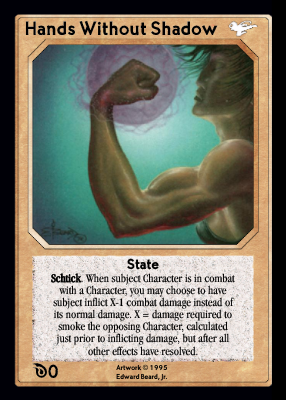 Hands Without Shadow
State
Schtick. When subject Character is in combat
with a Character, you may choose to have
subject inflict X-1 combat damage instead of
its normal damage. X = damage required to
smoke the opposing Character, calculated
just prior to inflicting damage, but after all
other effects have resolved.
0
Artwork © 1995
Edward Beard, Jr.